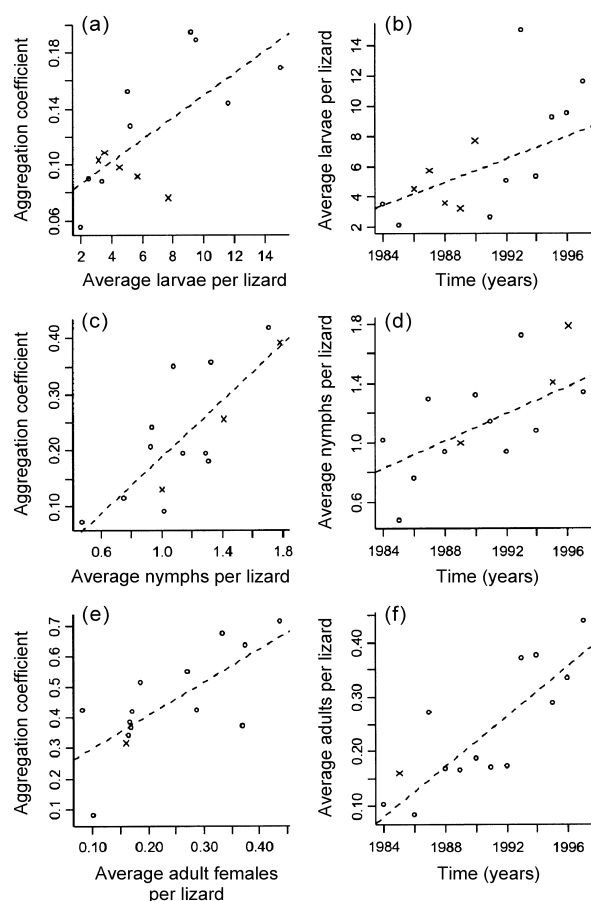 (a)
Aggregation coefficient
0.06 0.10 0.14 0.18
2 4 6 8 10 12 14
Average larvae per lizard
(b)
Average larvae per lizard
2 4 6 8 10 12 14
1984 1988 1992 1996
Time (years)
(c)
Aggregation coefficient
0.10 0.20 0.30 0.40
0.6 1.0 1.4 1.8
Average nymphs per lizard
(d)
Average nymphs per lizard
0.6 1.0 1.4 1.8
1984 1988 1992 1996
Time (years)
(e)
Aggregation coefficient
0.1 0.2 0.3 0.4 0.5 0.6 0.7
0.10 0.20 0.30 0.40
Average adult females
per lizard
(f)
Average adults per lizard
0.10 0.20 0.30 0.40
1984 1988 1992 1996
Time (years)